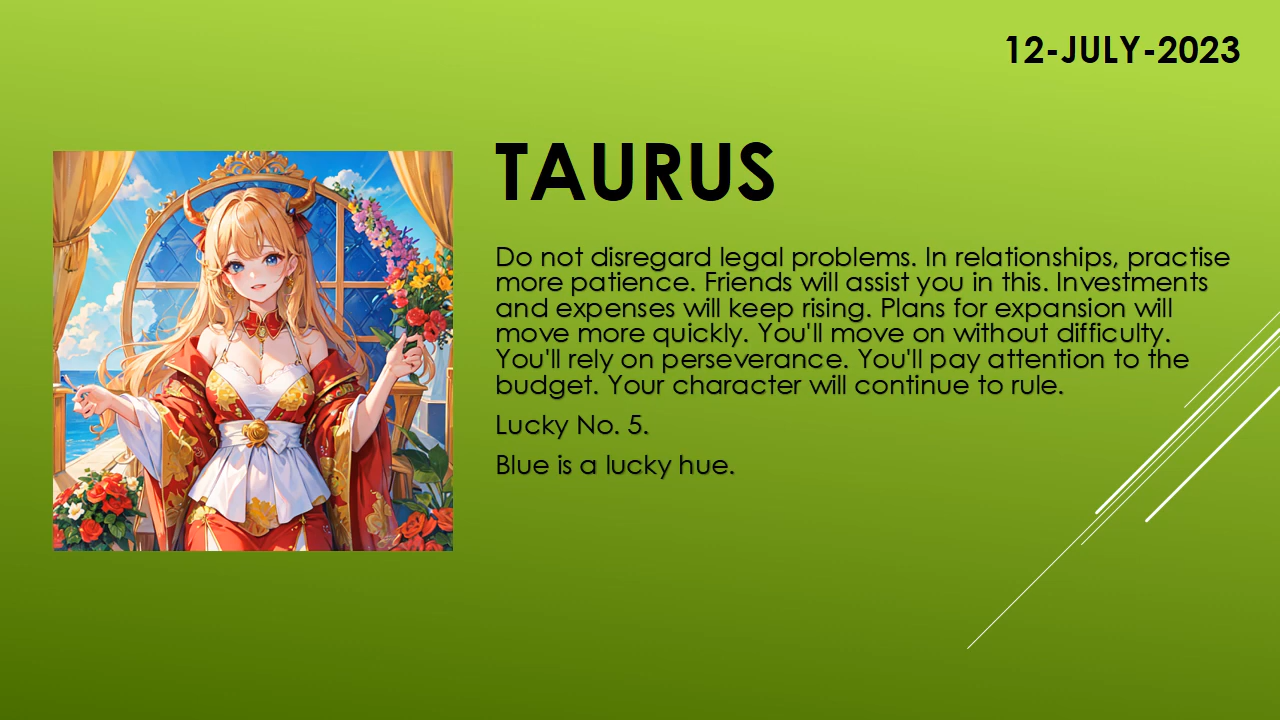 12-JULY-2023
TAURUS
Do not disregard legal problems. In relationships, practise
more patience. Friends will assist you in this. Investments
and expenses will keep rising. Plans for expansion will
move more quickly. You'll move on without difficulty.
You'll rely on perseverance. You'll pay attention to the
budget. Your character will continue to rule.
Lucky No. 5.
Blue is a lucky hue.